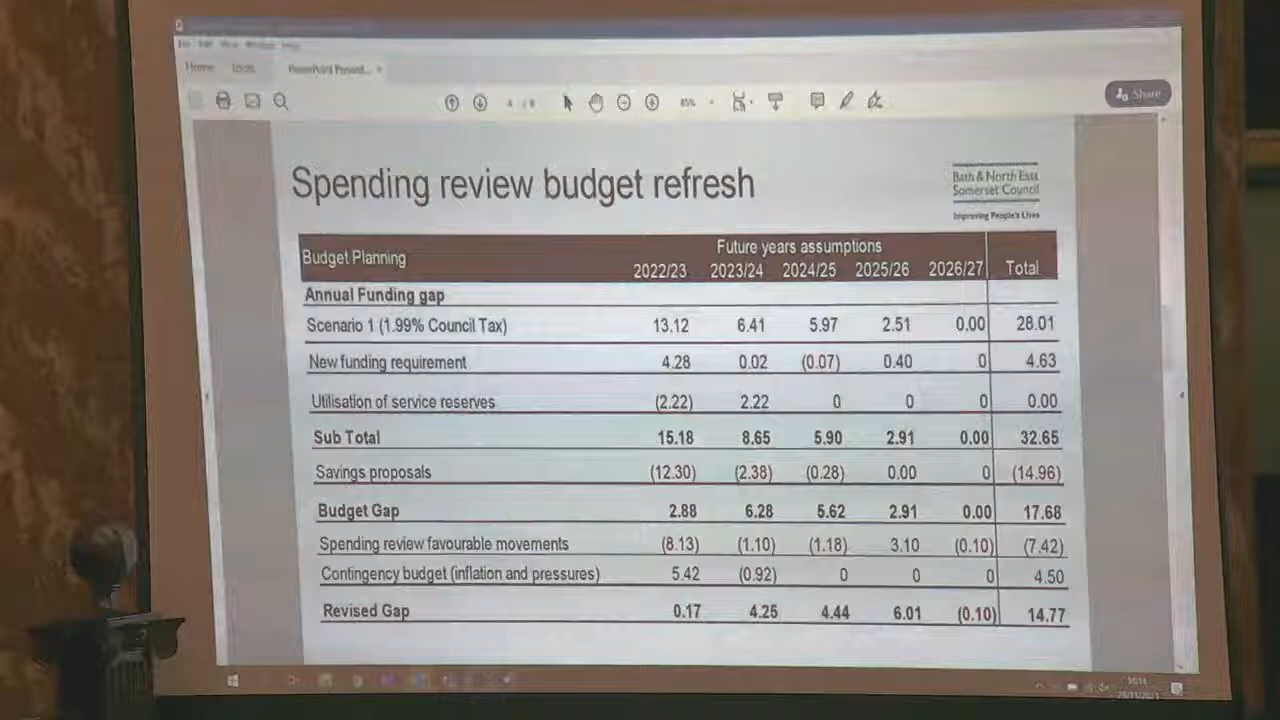 Home Tools PowerPoint Present... ×
4 / 8 85% Share
Spending review budget refresh
Bath & North East
Somerset Council
Improving People's Lives
Budget Planning Future years assumptions
2022/23 2023/24 2024/25 2025/26 2026/27 Total
Annual Funding gap
Scenario 1 (1.99% Council Tax) 13.12 6.41 5.97 2.51 0.00 28.01
New funding requirement 4.28 0.02 (0.07) 0.40 0 4.63
Utilisation of service reserves (2.22) 2.22 0 0 0 0.00
Sub Total 15.18 8.65 5.90 2.91 0.00 32.65
Savings proposals (12.30) (2.38) (0.28) 0.00 0 (14.96)
Budget Gap 2.88 6.28 5.62 2.91 0.00 17.68
Spending review favourable movements (8.13) (1.10) (1.18) 3.10 (0.10) (7.42)
Contingency budget (inflation and pressures) 5.42 (0.92) 0 0 0 4.50
Revised Gap 0.17 4.25 4.44 6.01 (0.10) 14.77